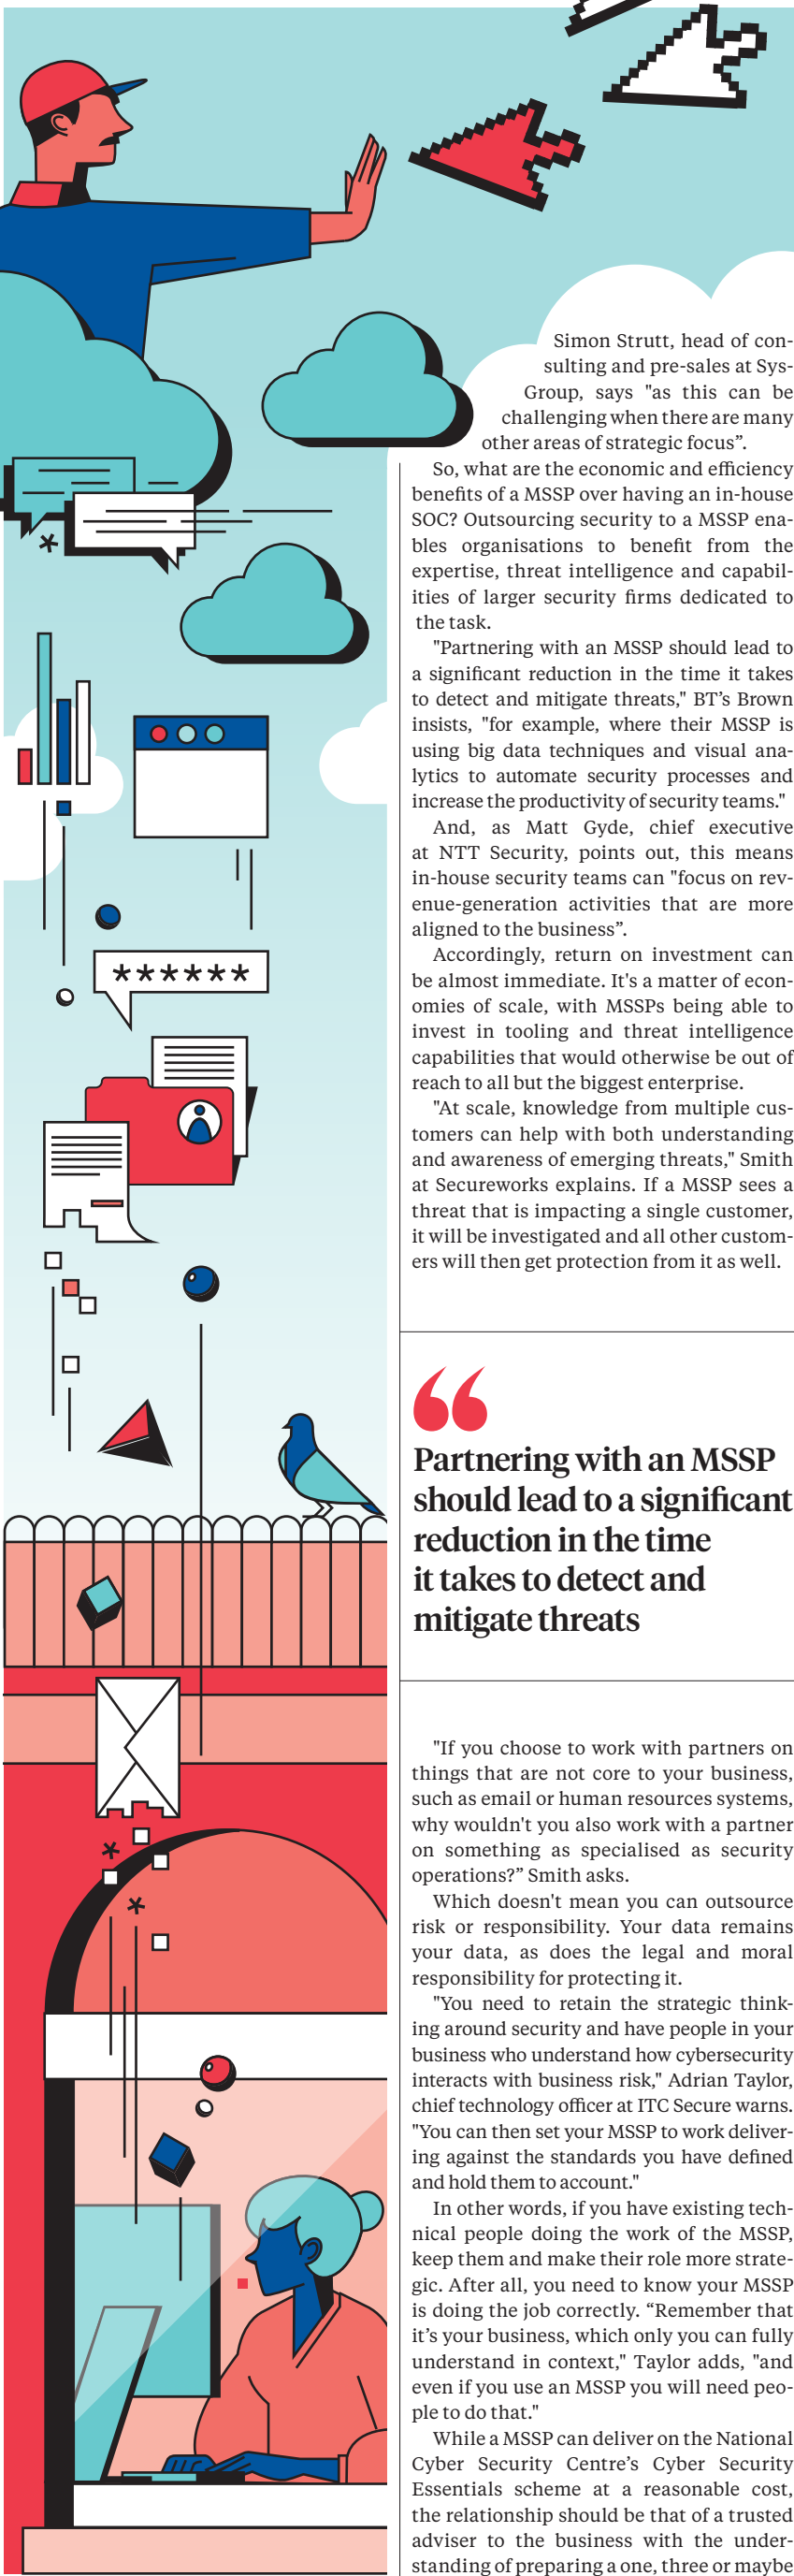 Simon Strutt, head of con-
sulting and pre-sales at Sys-
Group, says "as this can be
challenging when there are many
other areas of strategic focus”.
So, what are the economic and efficiency
benefits of a MSSP over having an in-house
SOC? Outsourcing security to a MSSP ena-
bles organisations to benefit from the
expertise, threat intelligence and capabil-
ities of larger security firms dedicated to
the task.
"Partnering with an MSSP should lead to
a significant reduction in the time it takes
to detect and mitigate threats," BT’s Brown
insists, "for example, where their MSSP is
using big data techniques and visual ana-
lytics to automate security processes and
increase the productivity of security teams."
And, as Matt Gyde, chief executive
at NTT Security, points out, this means
in-house security teams can "focus on rev-
enue-generation activities that are more
aligned to the business”.
Accordingly, return on investment can
be almost immediate. It's a matter of econ-
omies of scale, with MSSPs being able to
invest in tooling and threat intelligence
capabilities that would otherwise be out of
reach to all but the biggest enterprise.
"At scale, knowledge from multiple cus-
tomers can help with both understanding
and awareness of emerging threats," Smith
at Secureworks explains. If a MSSP sees a
threat that is impacting a single customer,
it will be investigated and all other custom-
ers will then get protection from it as well.
“
Partnering with an MSSP
should lead to a significant
reduction in the time
it takes to detect and
mitigate threats
"If you choose to work with partners on
things that are not core to your business,
such as email or human resources systems,
why wouldn't you also work with a partner
on something as specialised as security
operations?” Smith asks.
Which doesn't mean you can outsource
risk or responsibility. Your data remains
your data, as does the legal and moral
responsibility for protecting it.
"You need to retain the strategic think-
ing around security and have people in your
business who understand how cybersecurity
interacts with business risk," Adrian Taylor,
chief technology officer at ITC Secure warns.
"You can then set your MSSP to work deliver-
ing against the standards you have defined
and hold them to account."
In other words, if you have existing tech-
nical people doing the work of the MSSP,
keep them and make their role more strate-
gic. After all, you need to know your MSSP
is doing the job correctly. “Remember that
it’s your business, which only you can fully
understand in context," Taylor adds, "and
even if you use an MSSP you will need peo-
ple to do that."
While a MSSP can deliver on the National
Cyber Security Centre’s Cyber Security
Essentials scheme at a reasonable cost,
the relationship should be that of a trusted
adviser to the business with the under-
standing of preparing a one, three or maybe
******